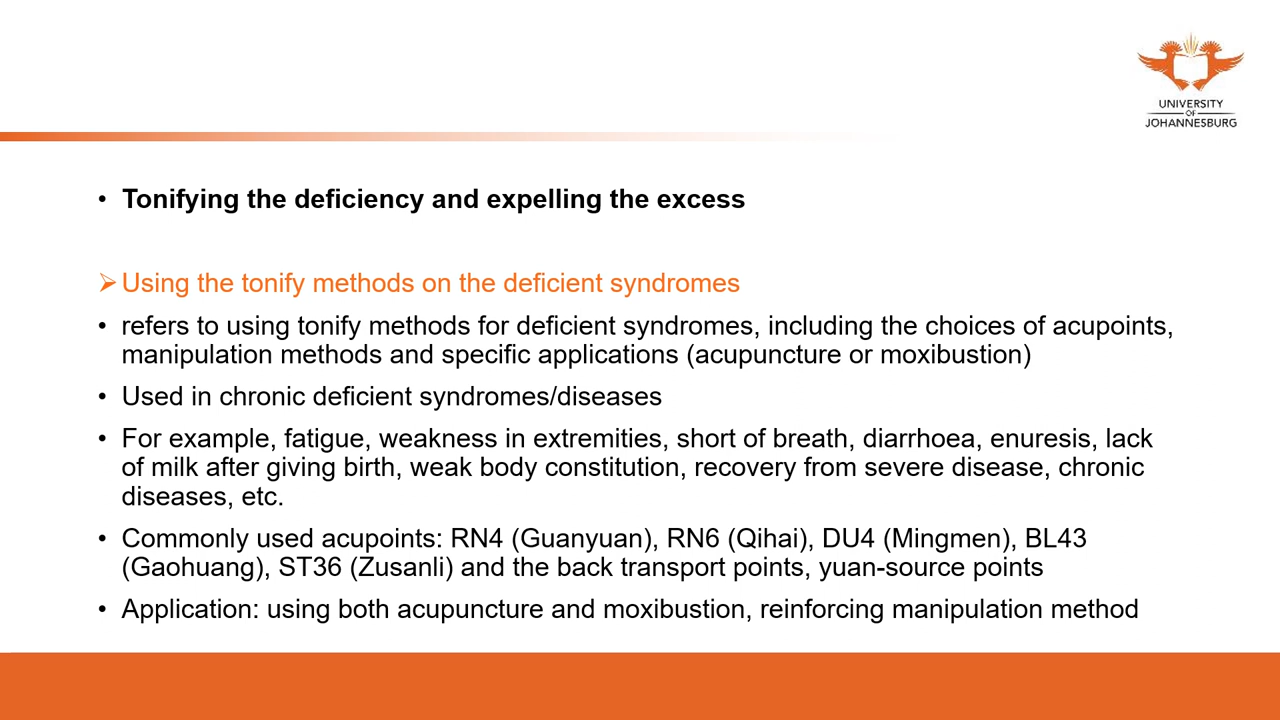 UNIVERSITY
OF
JOHANNESBURG
• Tonifying the deficiency and expelling the excess
➢ Using the tonify methods on the deficient syndromes
• refers to using tonify methods for deficient syndromes, including the choices of acupoints,
manipulation methods and specific applications (acupuncture or moxibustion)
• Used in chronic deficient syndromes/diseases
• For example, fatigue, weakness in extremities, short of breath, diarrhoea, enuresis, lack
of milk after giving birth, weak body constitution, recovery from severe disease, chronic
diseases, etc.
• Commonly used acupoints: RN4 (Guanyuan), RN6 (Qihai), DU4 (Mingmen), BL43
(Gaohuang), ST36 (Zusanli) and the back transport points, yuan-source points
• Application: using both acupuncture and moxibustion, reinforcing manipulation method